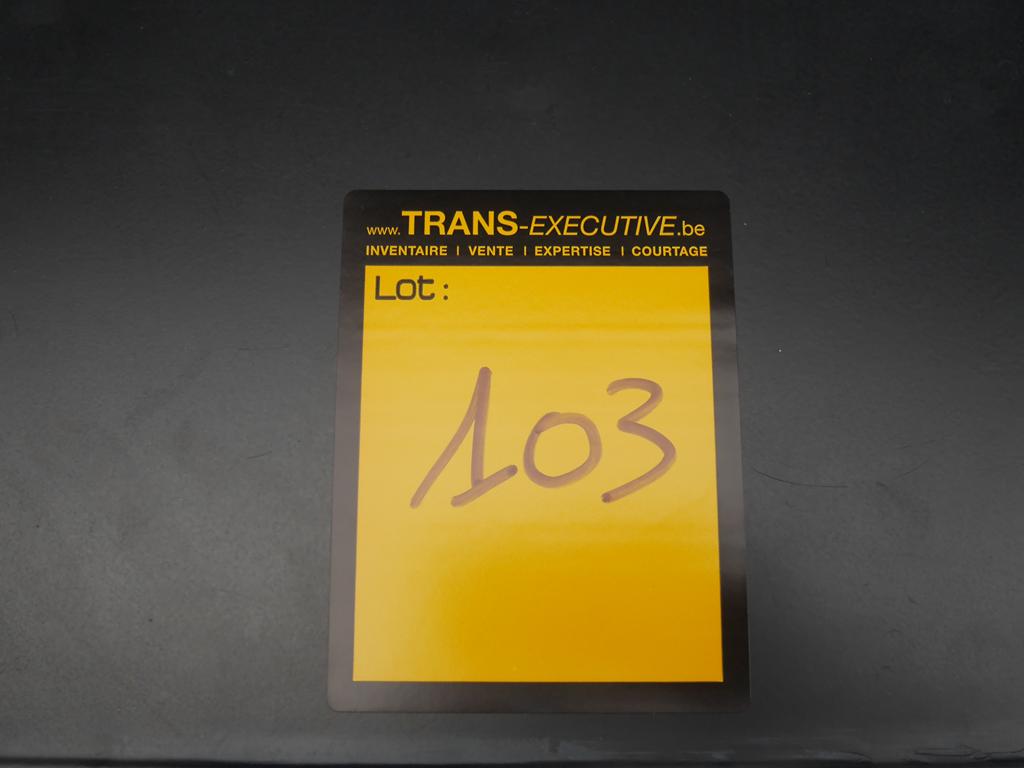 www.TRANS-EXECUTIVE.be
INVENTAIRE | VENTE | EXPERTISE | COURTAGE
Lot:
103